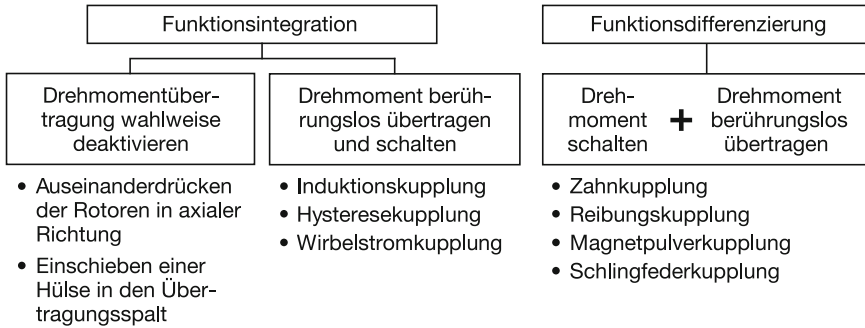 Funktionsintegration
Drehmomentüber-
tragung wahlweise
deaktivieren
• Auseinanderdrücken
der Rotoren in axialer
Richtung
• Einschieben einer
Hülse in den Über-
tragungsspalt
Drehmoment berüh-
rungslos übertragen
und schalten
• Induktionskupplung
• Hysteresekupplung
• Wirbelstromkupplung
Funktionsdifferenzierung
Dreh-
moment
schalten
+
Drehmoment
berührungslos
übertragen
• Zahnkupplung
• Reibungskupplung
• Magnetpulverkupplung
• Schlingfederkupplung